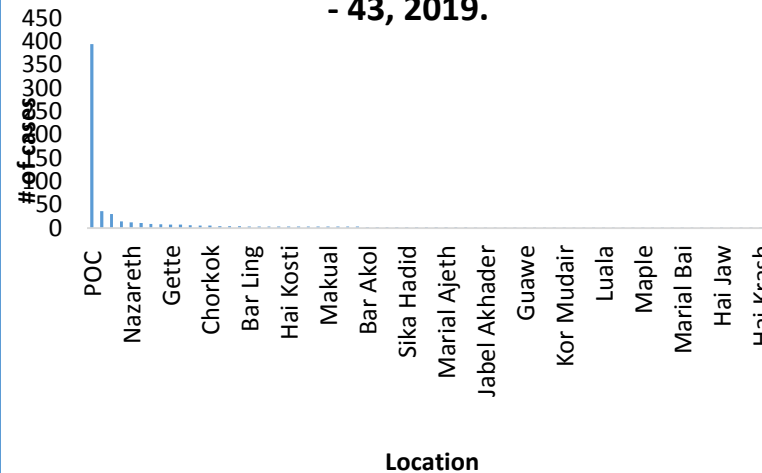 - 43, 2019.
450
400
350
300
250
200
150
100
50
0
# of cases
POC
Nazareth
Gette
Chorkok
Bar Ling
Hai Kosti
Makual
Bar Akol
Sika Hadid
Marial Ajeth
Jabel Akhader
Guawe
Kor Mudair
Luala
Maple
Marial Bai
Hai Jaw
Hai Krash
Location